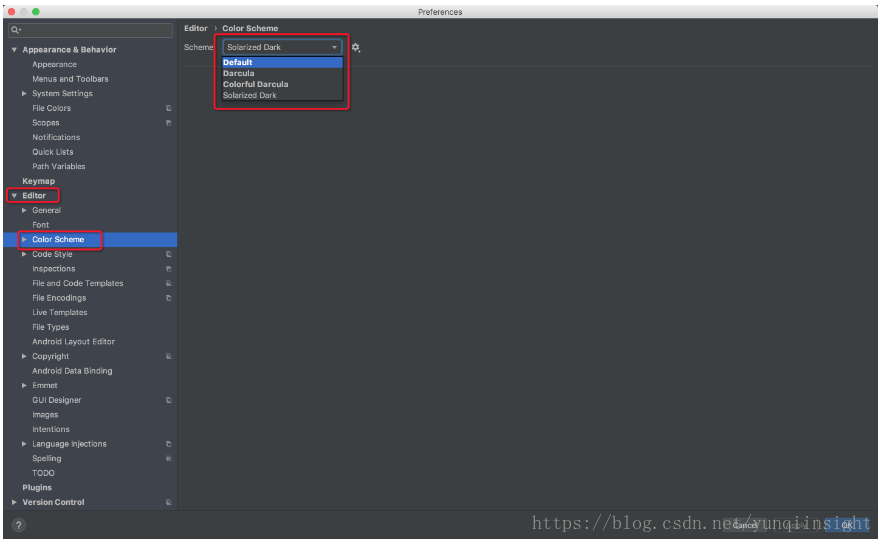 Preferences
Appearance & Behavior
Appearance
Menus and Toolbars
System Settings
File Colors
Scopes
Notifications
Quick Lists
Path Variables
Keymap
Editor
General
Font
Color Scheme
Code Style
Inspections
File and Code Templates
File Encodings
Live Templates
File Types
Android Layout Editor
Copyright
Android Data Binding
Emmet
GUI Designer
Images
Intentions
Language Injections
Spelling
TODO
Plugins
Version Control
?
Editor › Color Scheme
Scheme Solarized Dark
Default
Darcula
Colorful Darcula
Solarized Dark
Cancel Apply OK
https://blog.csdn.net/yunqiinsight